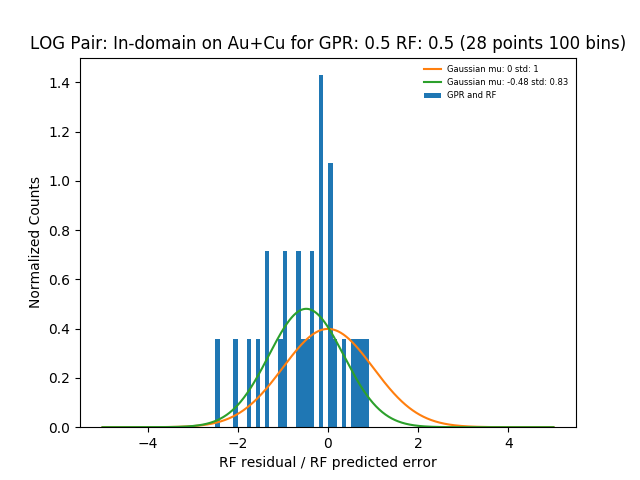 LOG Pair: In-domain on Au+Cu for GPR: 0.5 RF: 0.5 (28 points 100 bins)
Gaussian mu: 0 std: 1
Gaussian mu: -0.48 std: 0.83
GPR and RF
Normalized Counts
1.4
1.2
1.0
0.8
0.6
0.4
0.2
0.0
−4 −2 0 2 4
RF residual / RF predicted error